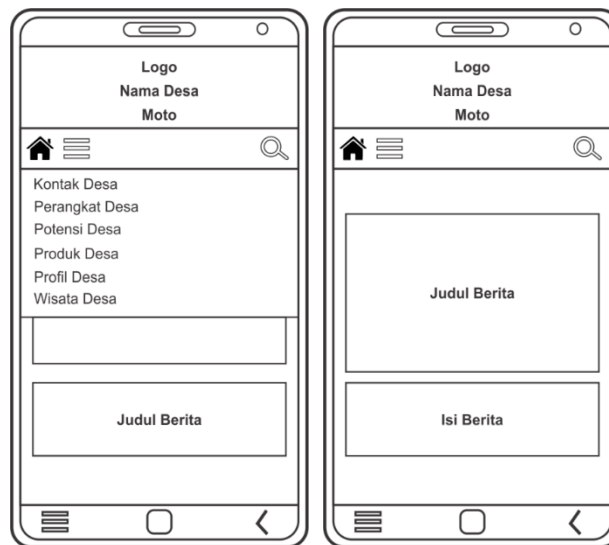 Logo
Nama Desa
Moto
Kontak Desa
Perangkat Desa
Potensi Desa
Produk Desa
Profil Desa
Wisata Desa
Judul Berita
Logo
Nama Desa
Moto
Judul Berita
Isi Berita